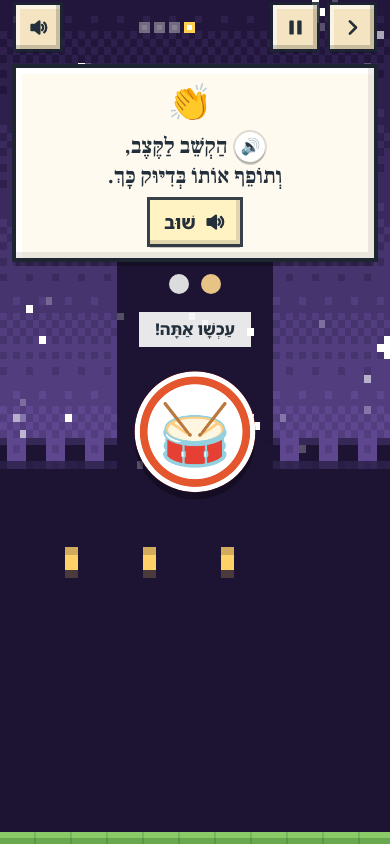 הַקְשֵׁב לַקֶּצֶב,
וְתוֹפֵף אוֹתוֹ בְּדִיּוּק כָּךְ.
שׁוּב
עַכְשָׁו אַתָּה!